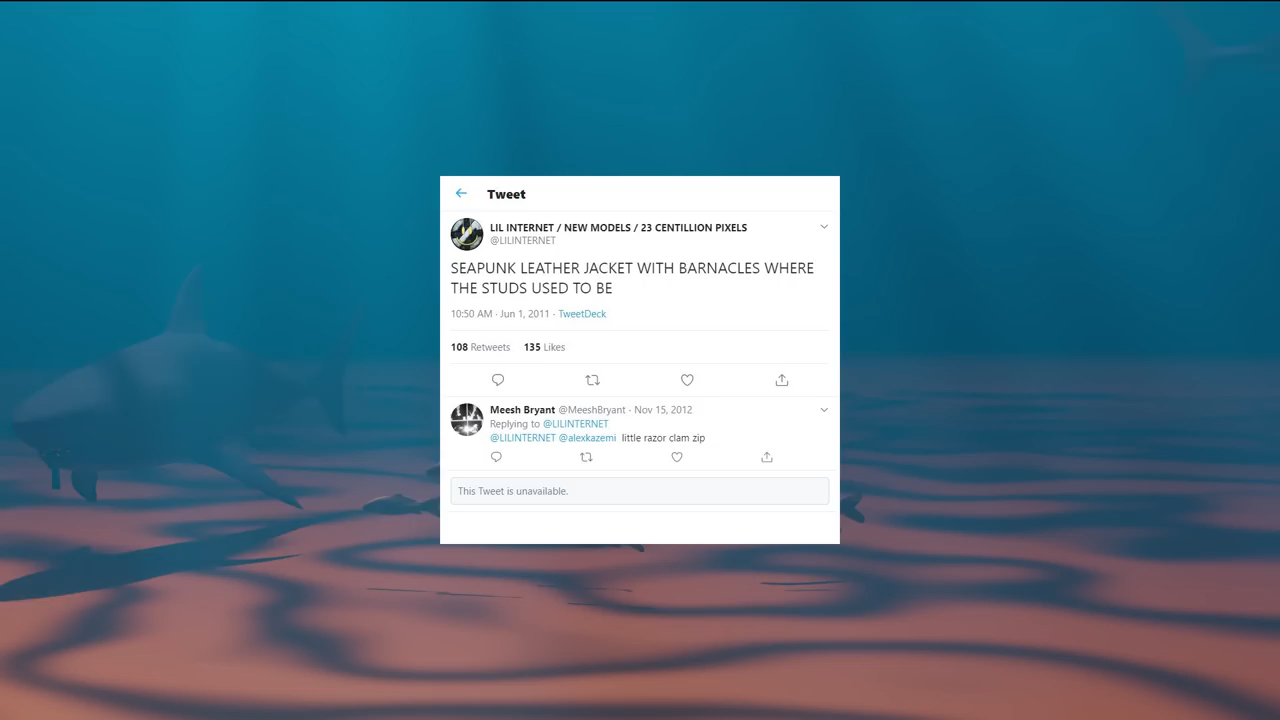 Tweet
LIL INTERNET / NEW MODELS / 23 CENTILLION PIXELS
@LILINTERNET
SEAPUNK LEATHER JACKET WITH BARNACLES WHERE
THE STUDS USED TO BE
10:50 AM · Jun 1, 2011 · TweetDeck
108 Retweets 135 Likes
Meesh Bryant @MeeshBryant · Nov 15, 2012
Replying to @LILINTERNET
@LILINTERNET @alexkazemi little razor clam zip
This Tweet is unavailable.